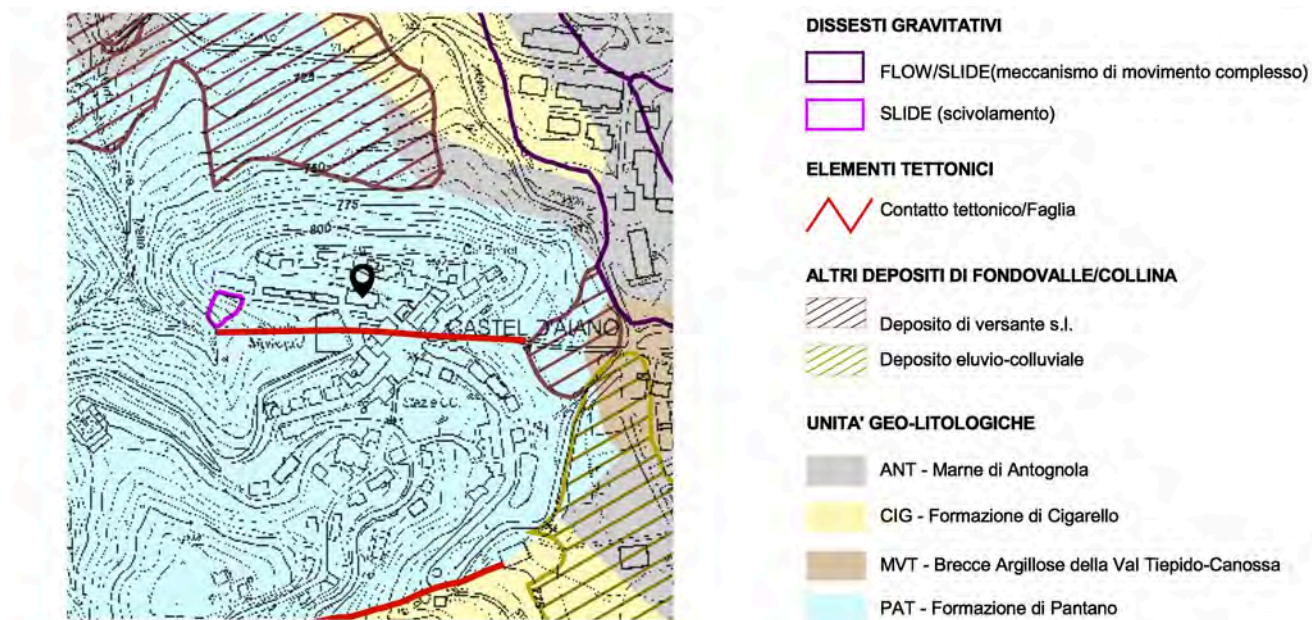 725
750
775
800
CASTEL D'AIANO
775
DISSESTI GRAVITATIVI
FLOW/SLIDE(meccanismo di movimento complesso)
SLIDE (scivolamento)
ELEMENTI TETTONICI
Contatto tettonico/Faglia
ALTRI DEPOSITI DI FONDOVALLE/COLLINA
Deposito di versante s.l.
Deposito eluvio-colluviale
UNITA' GEO-LITOLOGICHE
ANT - Marne di Antognola
CIG - Formazione di Cigarello
MVT - Brecce Argillose della Val Tiepido-Canossa
PAT - Formazione di Pantano